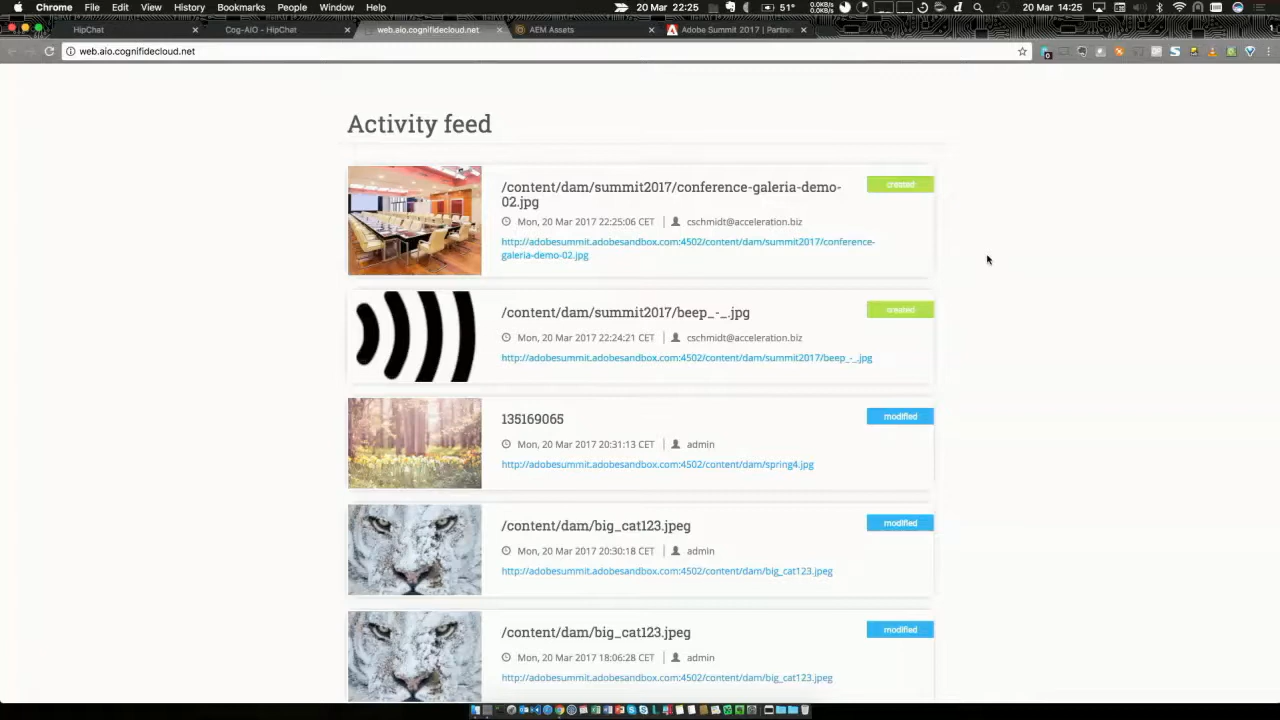 Chrome File Edit View History Bookmarks People Window Help 20 Mar 22:25 51° 0.0KB/s 0.0KB/s 20 Mar 14:25
HipChat Cog-AIO - HipChat web.aio.cognifidecloud.net AEM Assets Adobe Summit 2017 | Partne
web.aio.cognifidecloud.net
Activity feed
/content/dam/summit2017/conference-galeria-demo-
02.jpg
created
Mon, 20 Mar 2017 22:25:06 CET cschmidt@acceleration.biz
http://adobesummit.adobesandbox.com:4502/content/dam/summit2017/conference-
galeria-demo-02.jpg
/content/dam/summit2017/beep_-_.jpg
created
Mon, 20 Mar 2017 22:24:21 CET cschmidt@acceleration.biz
http://adobesummit.adobesandbox.com:4502/content/dam/summit2017/beep_-_.jpg
135169065
modified
Mon, 20 Mar 2017 20:31:13 CET admin
http://adobesummit.adobesandbox.com:4502/content/dam/spring4.jpg
/content/dam/big_cat123.jpeg
modified
Mon, 20 Mar 2017 20:30:18 CET admin
http://adobesummit.adobesandbox.com:4502/content/dam/big_cat123.jpeg
/content/dam/big_cat123.jpeg
modified
Mon, 20 Mar 2017 18:06:28 CET admin
http://adobesummit.adobesandbox.com:4502/content/dam/big_cat123.jpeg